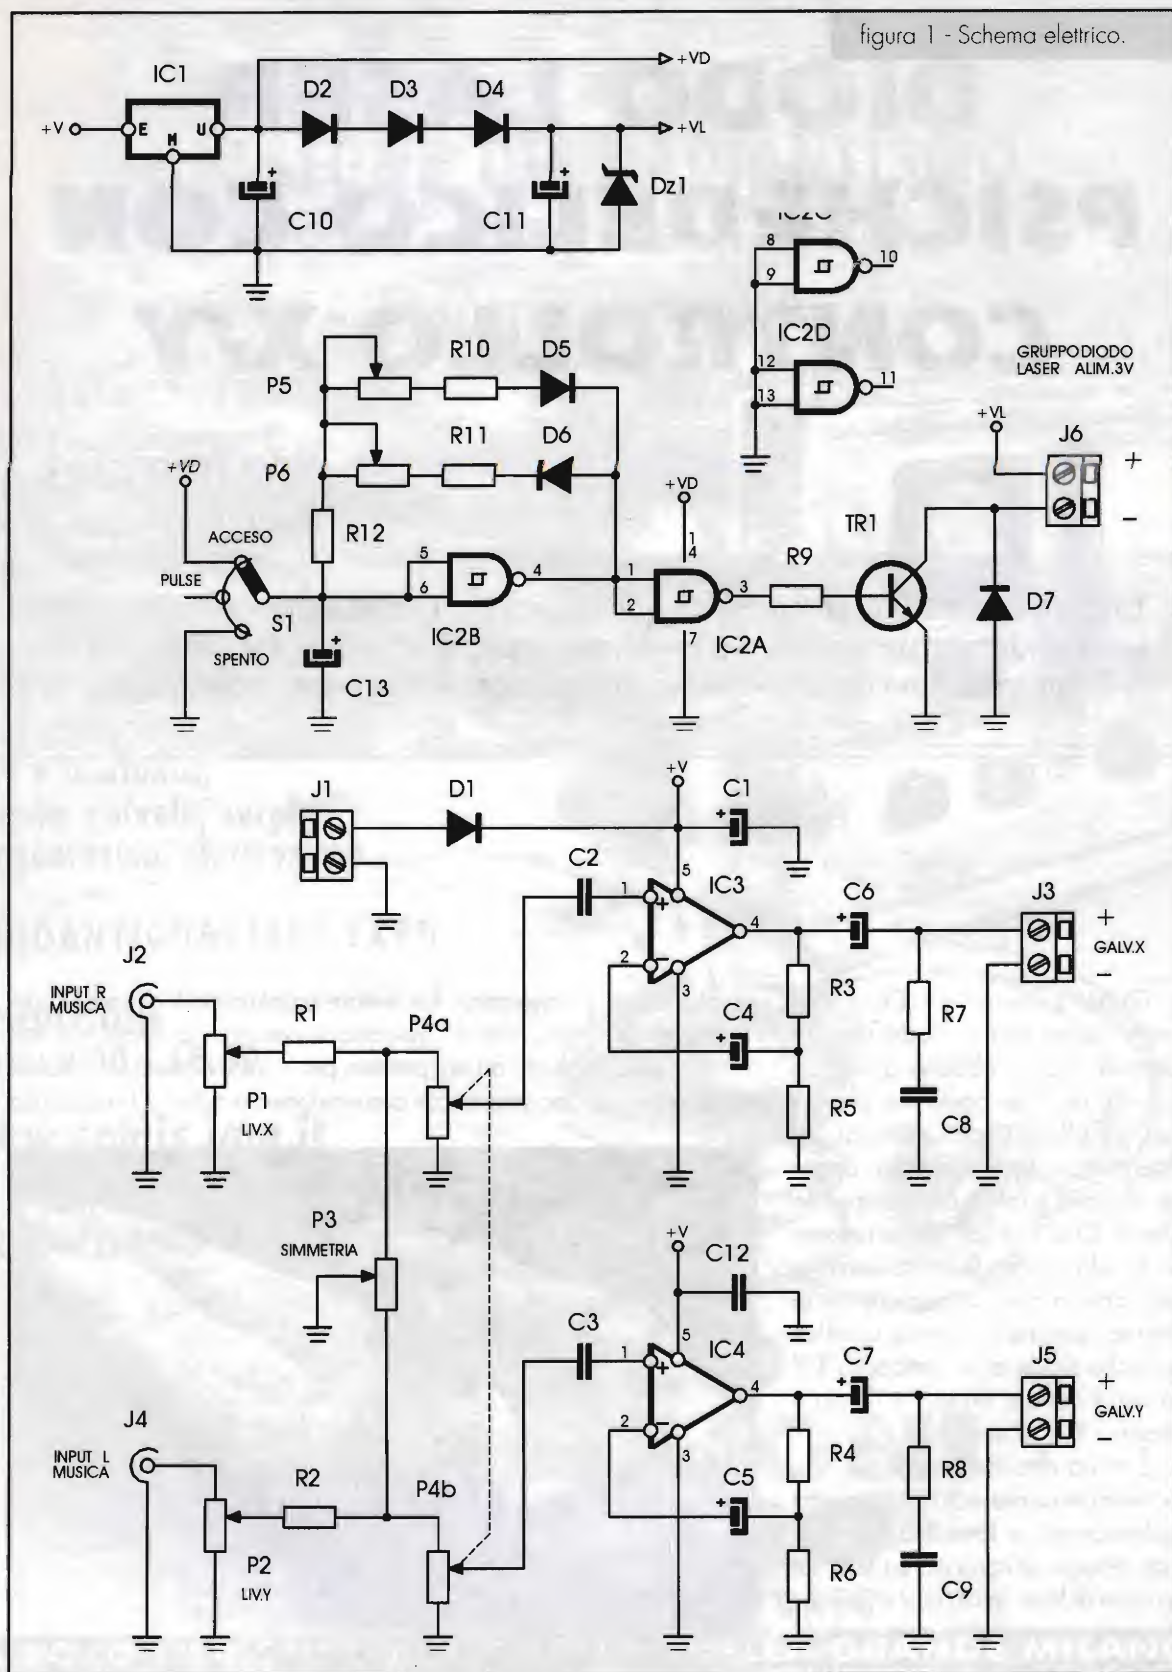 figura 1 - Schema elettrico.
IC1
+V
E
M
U
D2
D3
D4
+VD
+VL
C10
C11
Dz1
IC2C
8
9
10
IC2D
12
13
11
P5
R10
D5
P6
R11
D6
GRUPPO DIODO
LASER ALIM.3V
+VL
J6
+
−
+VD
ACCESO
PULSE
SPENTO
S1
R12
C13
5
6
4
IC2B
+VD
1
4
1
2
3
7
IC2A
R9
TR1
D7
J1
D1
+V
C1
C2
1
5
IC3
2
4
3
C4
C6
R3
R5
R7
C8
J3
+
GALV.X
−
J2
INPUT R
MUSICA
R1
P4a
P1
LIV.X
P3
SIMMETRIA
+V
C12
C3
1
5
IC4
2
4
3
C5
C7
R4
R6
R8
C9
J5
+
GALV.Y
−
J4
INPUT L
MUSICA
R2
P4b
P2
LIV.Y